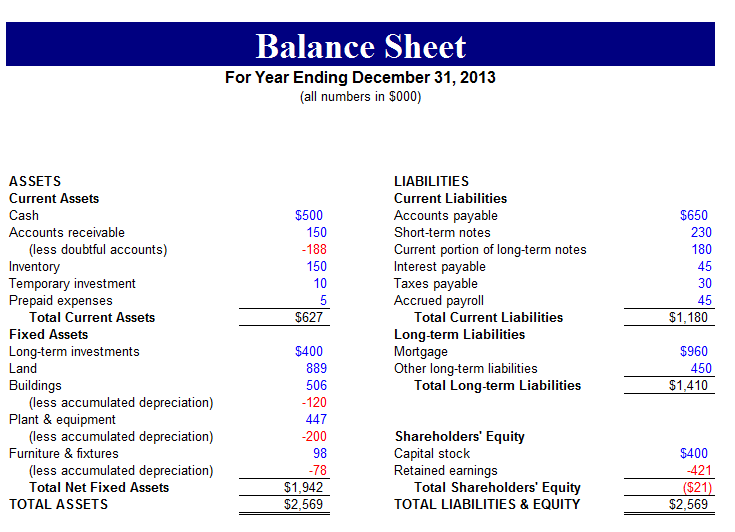 Balance Sheet
For Year Ending December 31, 2013
(all numbers in $000)
ASSETS
Current Assets
Cash $500
Accounts receivable 150
(less doubtful accounts) -188
Inventory 150
Temporary investment 10
Prepaid expenses 5
Total Current Assets $627
Fixed Assets
Long-term investments $400
Land 889
Buildings 506
(less accumulated depreciation) -120
Plant & equipment 447
(less accumulated depreciation) -200
Furniture & fixtures 98
(less accumulated depreciation) -78
Total Net Fixed Assets $1,942
TOTAL ASSETS $2,569
LIABILITIES
Current Liabilities
Accounts payable $650
Short-term notes 230
Current portion of long-term notes 180
Interest payable 45
Taxes payable 30
Accrued payroll 45
Total Current Liabilities $1,180
Long-term Liabilities
Mortgage $960
Other long-term liabilities 450
Total Long-term Liabilities $1,410
Shareholders' Equity
Capital stock $400
Retained earnings -421
Total Shareholders' Equity ($21)
TOTAL LIABILITIES & EQUITY $2,569